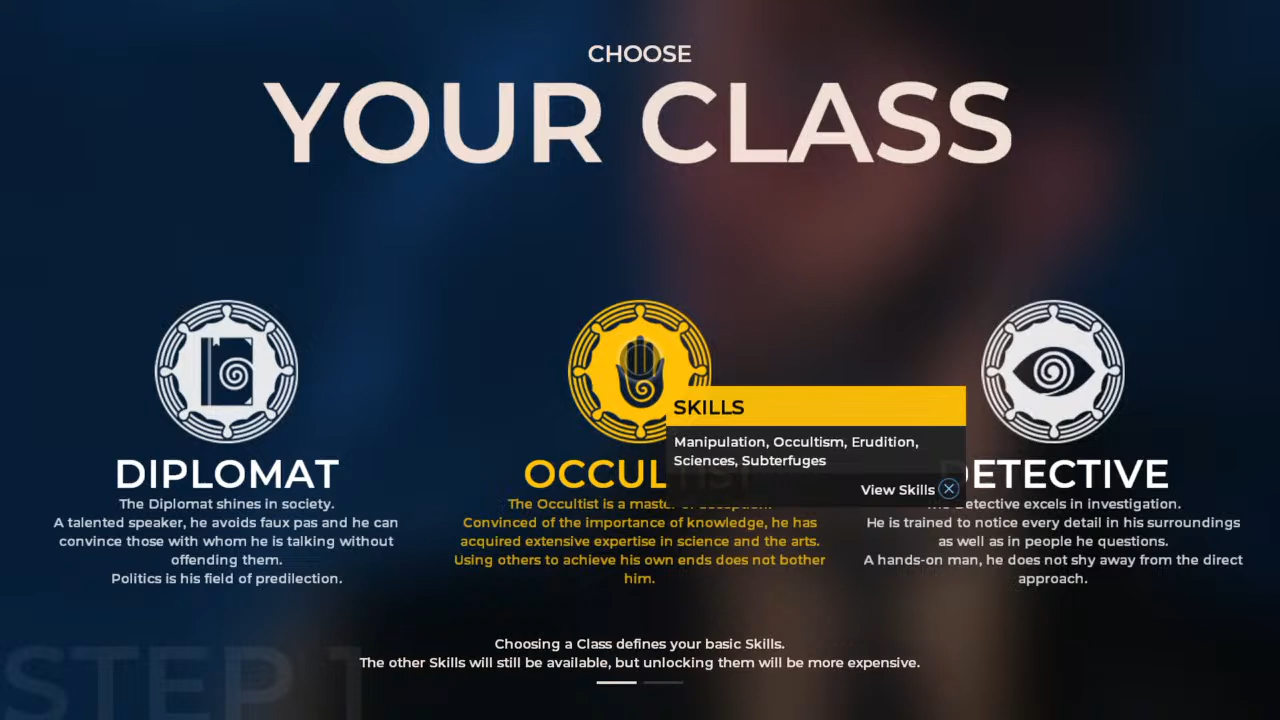 CHOOSE
YOUR CLASS
SKILLS
Manipulation, Occultism, Erudition,
Sciences, Subterfuges
View Skills
DIPLOMAT
The Diplomat shines in society.
A talented speaker, he avoids faux pas and he can
convince those with whom he is talking without
offending them.
Politics is his field of predilection.
OCCULTIST
The Occultist is a master of deception.
Convinced of the importance of knowledge, he has
acquired extensive expertise in science and the arts.
Using others to achieve his own ends does not bother
him.
DETECTIVE
The Detective excels in investigation.
He is trained to notice every detail in his surroundings
as well as in people he questions.
A hands-on man, he does not shy away from the direct
approach.
Choosing a Class defines your basic Skills.
The other Skills will still be available, but unlocking them will be more expensive.
STEP 1